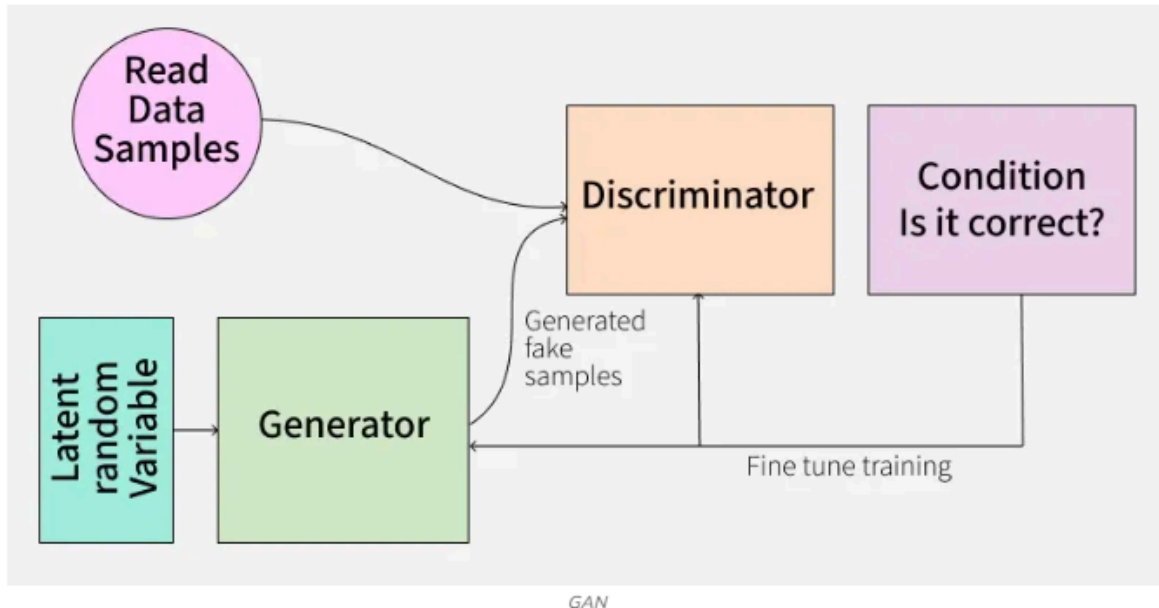 Read
Data
Samples
Discriminator
Condition
Is it correct?
Generated
fake
samples
Latent
random
Variable
Generator
Fine tune training
GAN